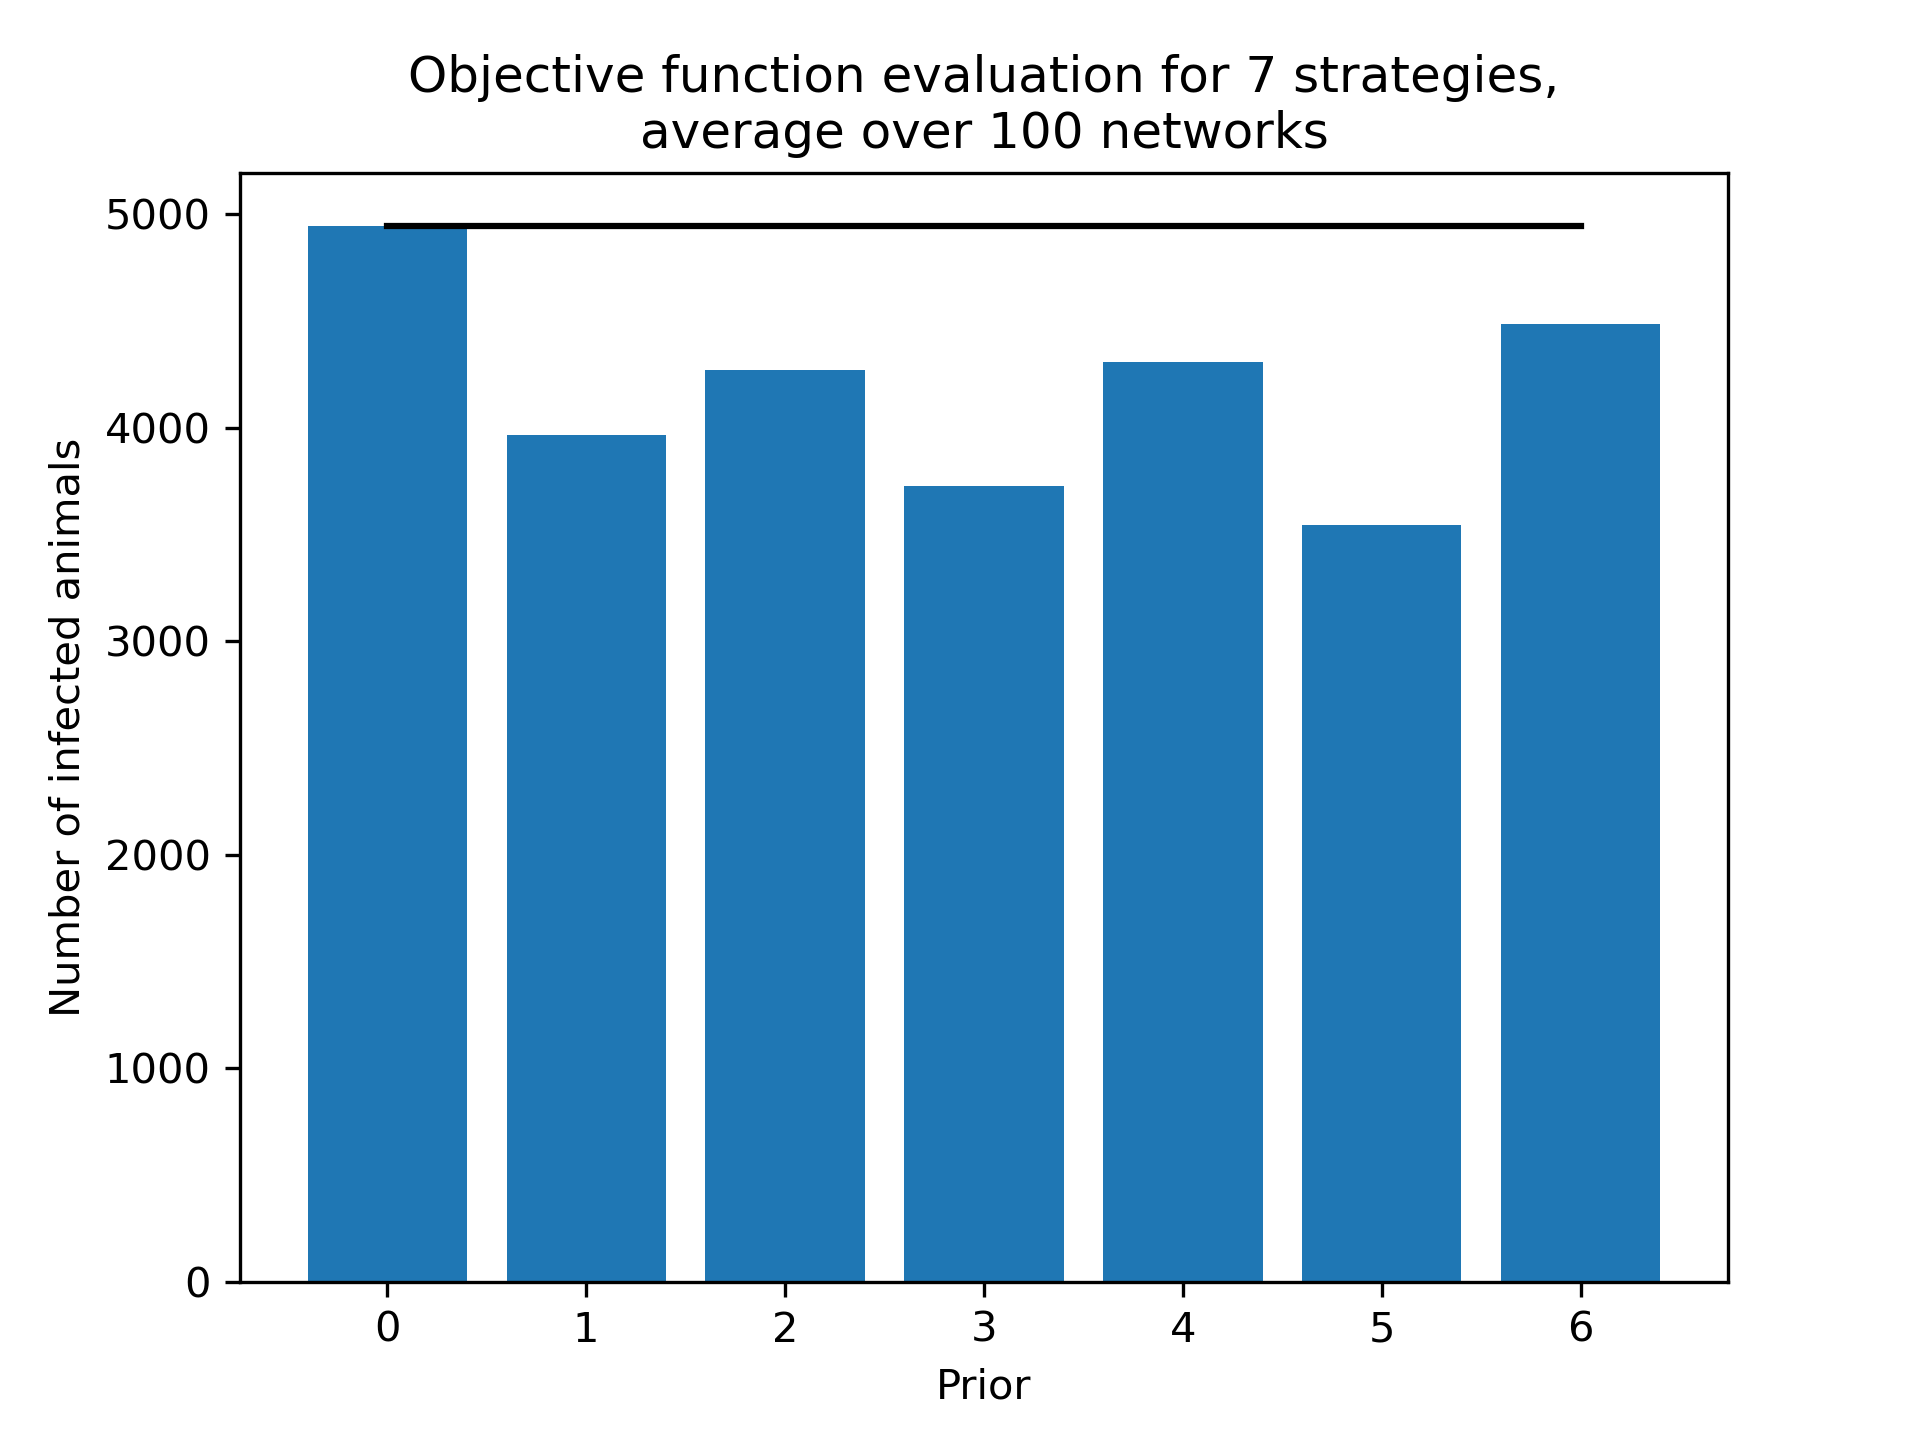 Objective function evaluation for 7 strategies,
average over 100 networks
Number of infected animals
5000
4000
3000
2000
1000
0
0 1 2 3 4 5 6
Prior